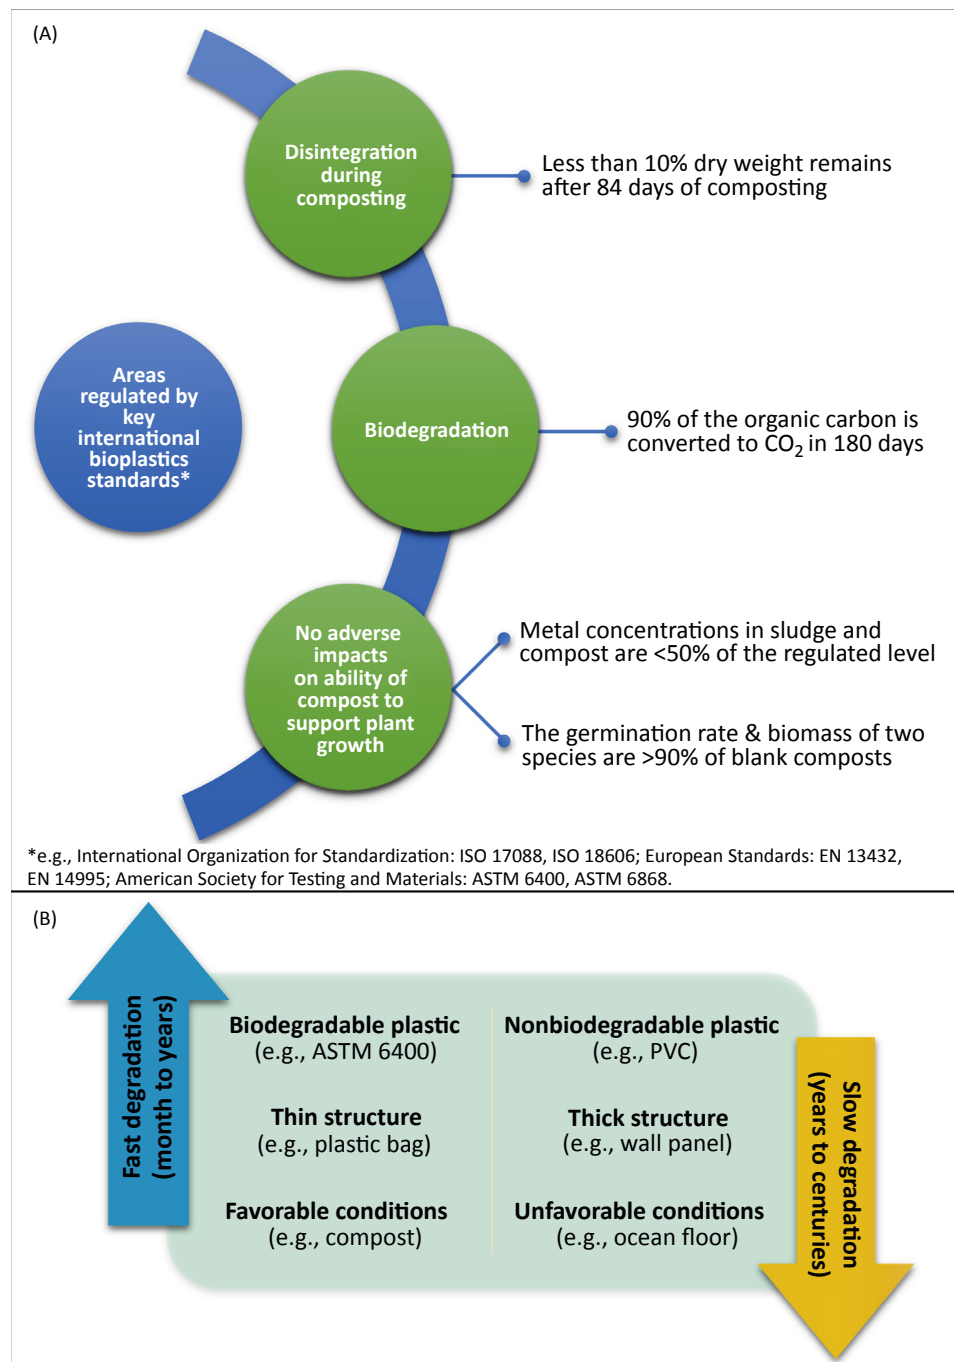 (A)
Disintegration
during
composting
Less than 10% dry weight remains
after 84 days of composting
Areas
regulated by
key
international
bioplastics
standards*
Biodegradation
90% of the organic carbon is
converted to CO₂ in 180 days
No adverse
impacts
on ability of
compost to
support plant
growth
Metal concentrations in sludge and
compost are <50% of the regulated level
The germination rate & biomass of two
species are >90% of blank composts
*e.g., International Organization for Standardization: ISO 17088, ISO 18606; European Standards: EN 13432,
EN 14995; American Society for Testing and Materials: ASTM 6400, ASTM 6868.
(B)
Fast degradation
(month to years)
Biodegradable plastic
(e.g., ASTM 6400)
Thin structure
(e.g., plastic bag)
Favorable conditions
(e.g., compost)
Nonbiodegradable plastic
(e.g., PVC)
Thick structure
(e.g., wall panel)
Unfavorable conditions
(e.g., ocean floor)
Slow degradation
(years to centuries)